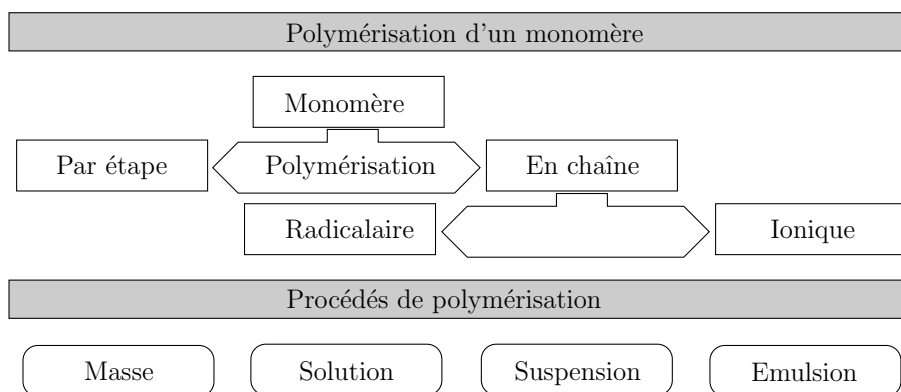 Polymérisation d'un monomère
Monomère
Par étape
Polymérisation
En chaîne
Radicalaire
Ionique
Procédés de polymérisation
Masse
Solution
Suspension
Emulsion